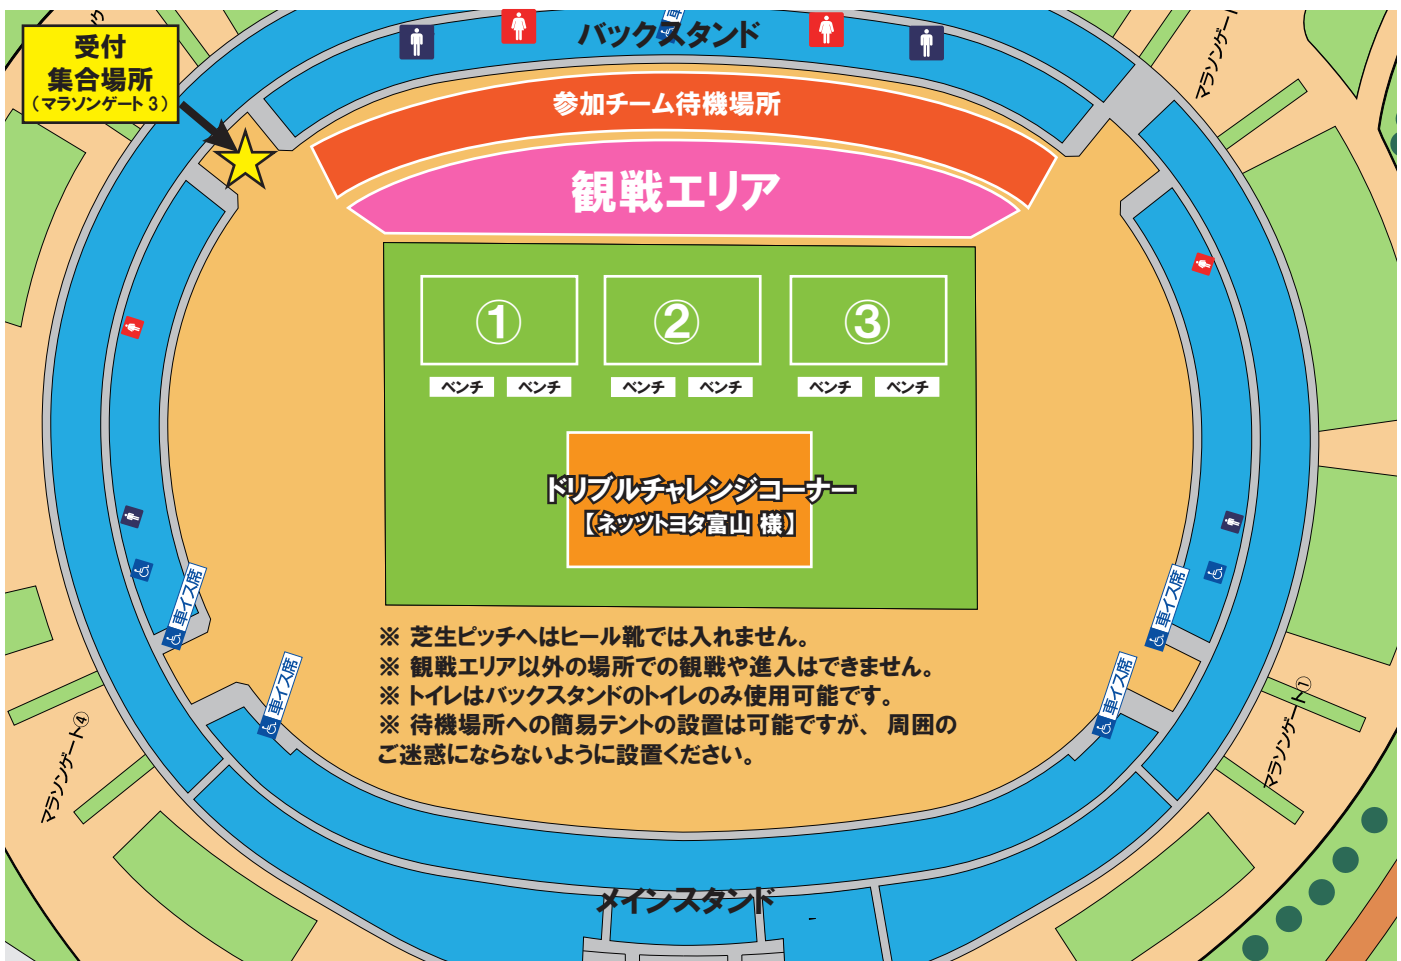 受付
集合場所
（マラソンゲート３）
バックスタンド
マラソンゲート
参加チーム待機場所
観戦エリア
① ② ③
ベンチ ベンチ ベンチ ベンチ ベンチ ベンチ
ドリブルチャレンジコーナー
【ネッツトヨタ富山 様】
車イス席
車イス席
車イス席
車イス席
※ 芝生ピッチへはヒール靴では入れません。
※ 観戦エリア以外の場所での観戦や進入はできません。
※ トイレはバックスタンドのトイレのみ使用可能です。
※ 待機場所への簡易テントの設置は可能ですが、 周囲の
ご迷惑にならないように設置ください。
マラソンゲート④
マラソンゲート①
メインスタンド